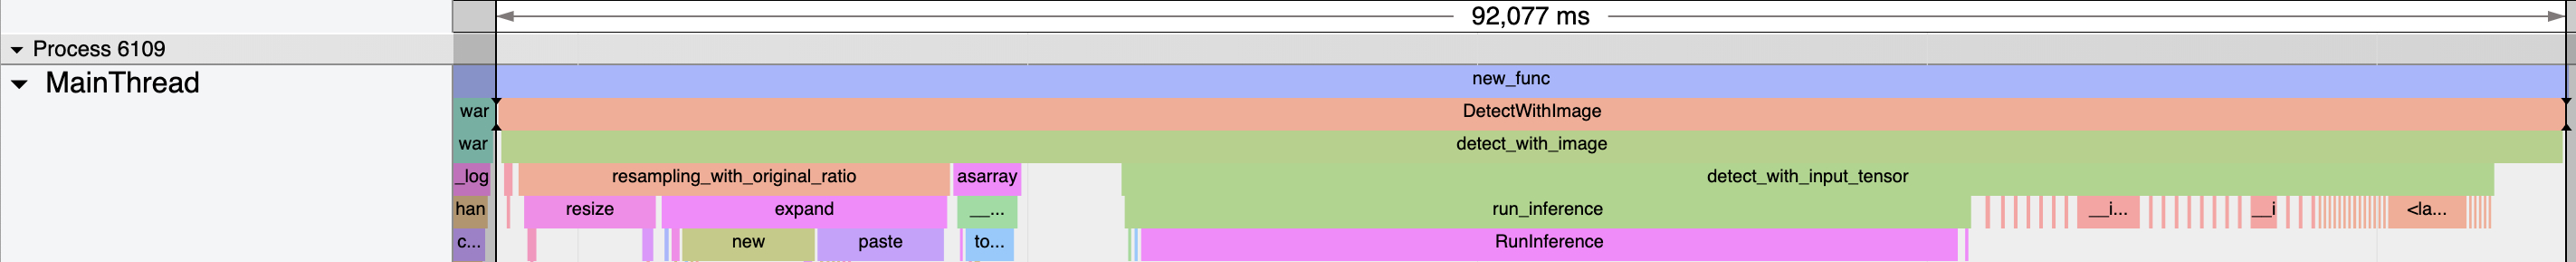 92,077 ms
Process 6109
MainThread
new_func
war DetectWithImage
war detect_with_image
_log resampling_with_original_ratio asarray detect_with_input_tensor
han resize expand __... run_inference __i... __i <la...
c... new paste to... RunInference